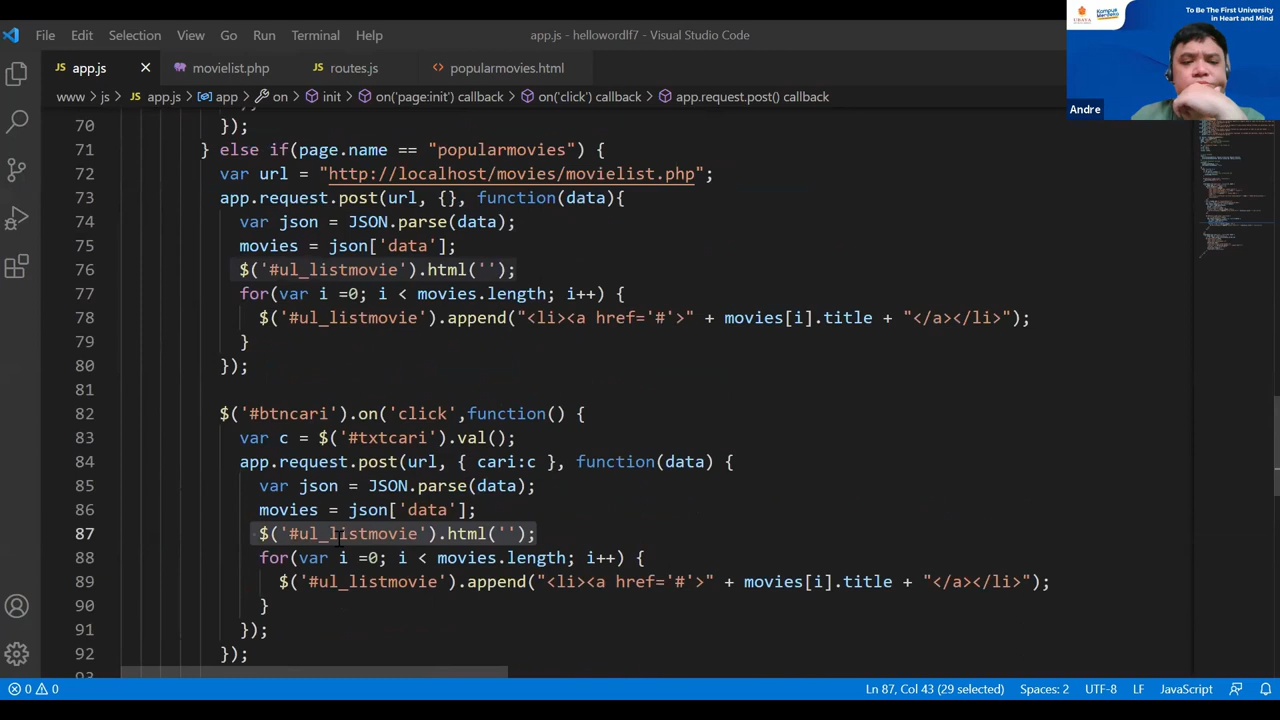 File Edit Selection View Go Run Terminal Help
app.js - hellowordlf7 - Visual Studio Code
UBAYA
Kampus Merdeka
To Be The First University
in Heart and Mind
Andre
app.js movielist.php routes.js popularmovies.html
www > js > app.js > app > on > init > on('page:init') callback > on('click') callback > app.request.post() callback
70 });
71 } else if(page.name == "popularmovies") {
72 var url = "http://localhost/movies/movielist.php";
73 app.request.post(url, {}, function(data){
74 var json = JSON.parse(data);
75 movies = json['data'];
76 $('#ul_listmovie').html('');
77 for(var i =0; i < movies.length; i++) {
78 $('#ul_listmovie').append("<li><a href='#'>" + movies[i].title + "</a></li>");
79 }
80 });
81
82 $('#btncari').on('click',function() {
83 var c = $('#txtcari').val();
84 app.request.post(url, { cari:c }, function(data) {
85 var json = JSON.parse(data);
86 movies = json['data'];
87 $('#ul_listmovie').html('');
88 for(var i =0; i < movies.length; i++) {
89 $('#ul_listmovie').append("<li><a href='#'>" + movies[i].title + "</a></li>");
90 }
91 });
92 });
93
0 0 Ln 87, Col 43 (29 selected) Spaces: 2 UTF-8 LF JavaScript